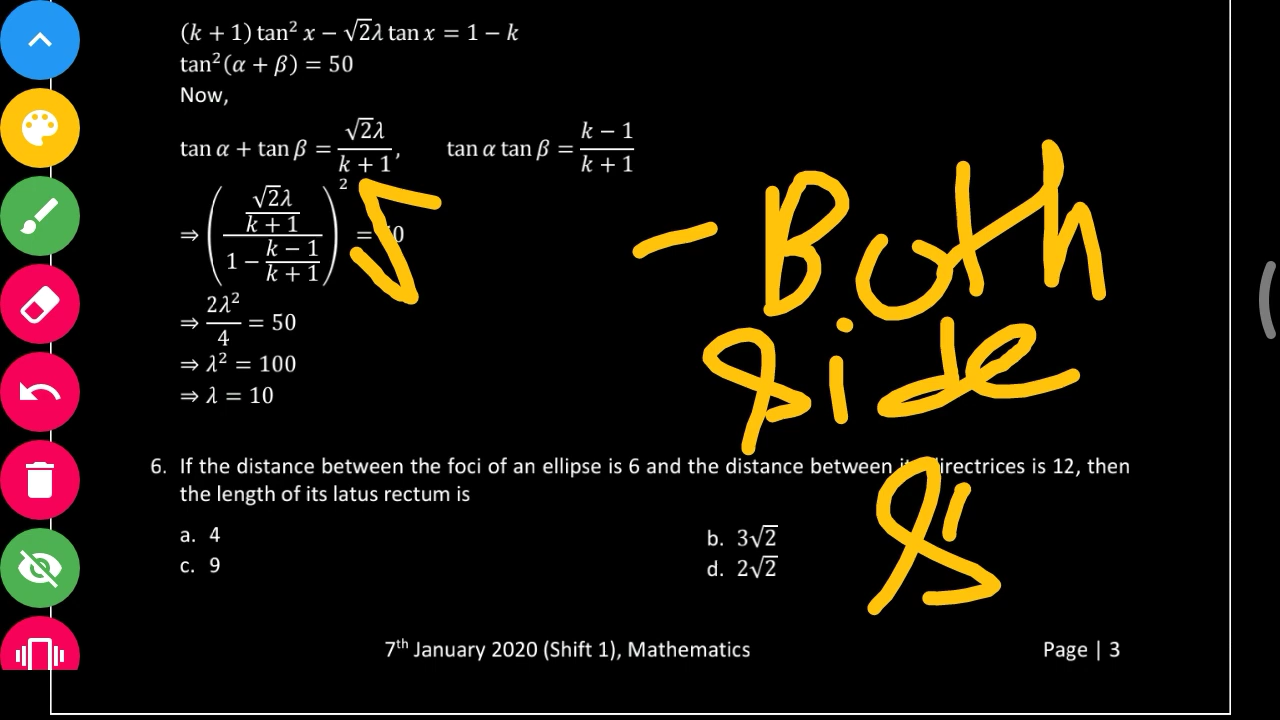 (k + 1) tan² x − √2λ tan x = 1 − k
tan²(α + β) = 50
Now,
tan α + tan β = √2λ/(k + 1), tan α tan β = (k − 1)/(k + 1)
⇒ ((√2λ/(k + 1))/(1 − (k − 1)/(k + 1)))² = 0
⇒ 2λ²/4 = 50
⇒ λ² = 100
⇒ λ = 10
- Both
Side
6. If the distance between the foci of an ellipse is 6 and the distance between directrices is 12, then
the length of its latus rectum is
a. 4
b. 3√2
c. 9
d. 2√2
7th January 2020 (Shift 1), Mathematics
Page | 3